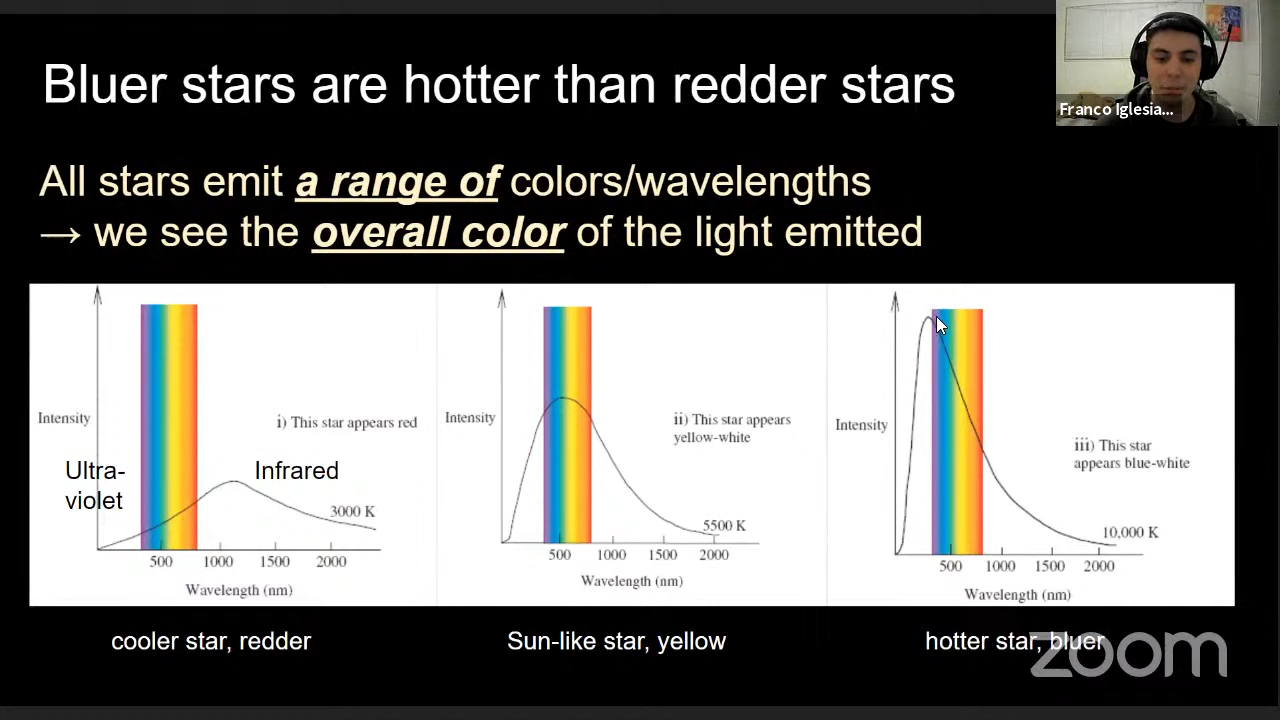 Bluer stars are hotter than redder stars
Franco Iglesia...
All stars emit a range of colors/wavelengths
→ we see the overall color of the light emitted
Intensity
i) This star appears red
Ultra-
violet
Infrared
3000 K
500 1000 1500 2000
Wavelength (nm)
Intensity
ii) This star appears
yellow-white
5500 K
500 1000 1500 2000
Wavelength (nm)
Intensity
iii) This star
appears blue-white
10,000 K
500 1000 1500 2000
Wavelength (nm)
cooler star, redder
Sun-like star, yellow
hotter star, bluer
zoom